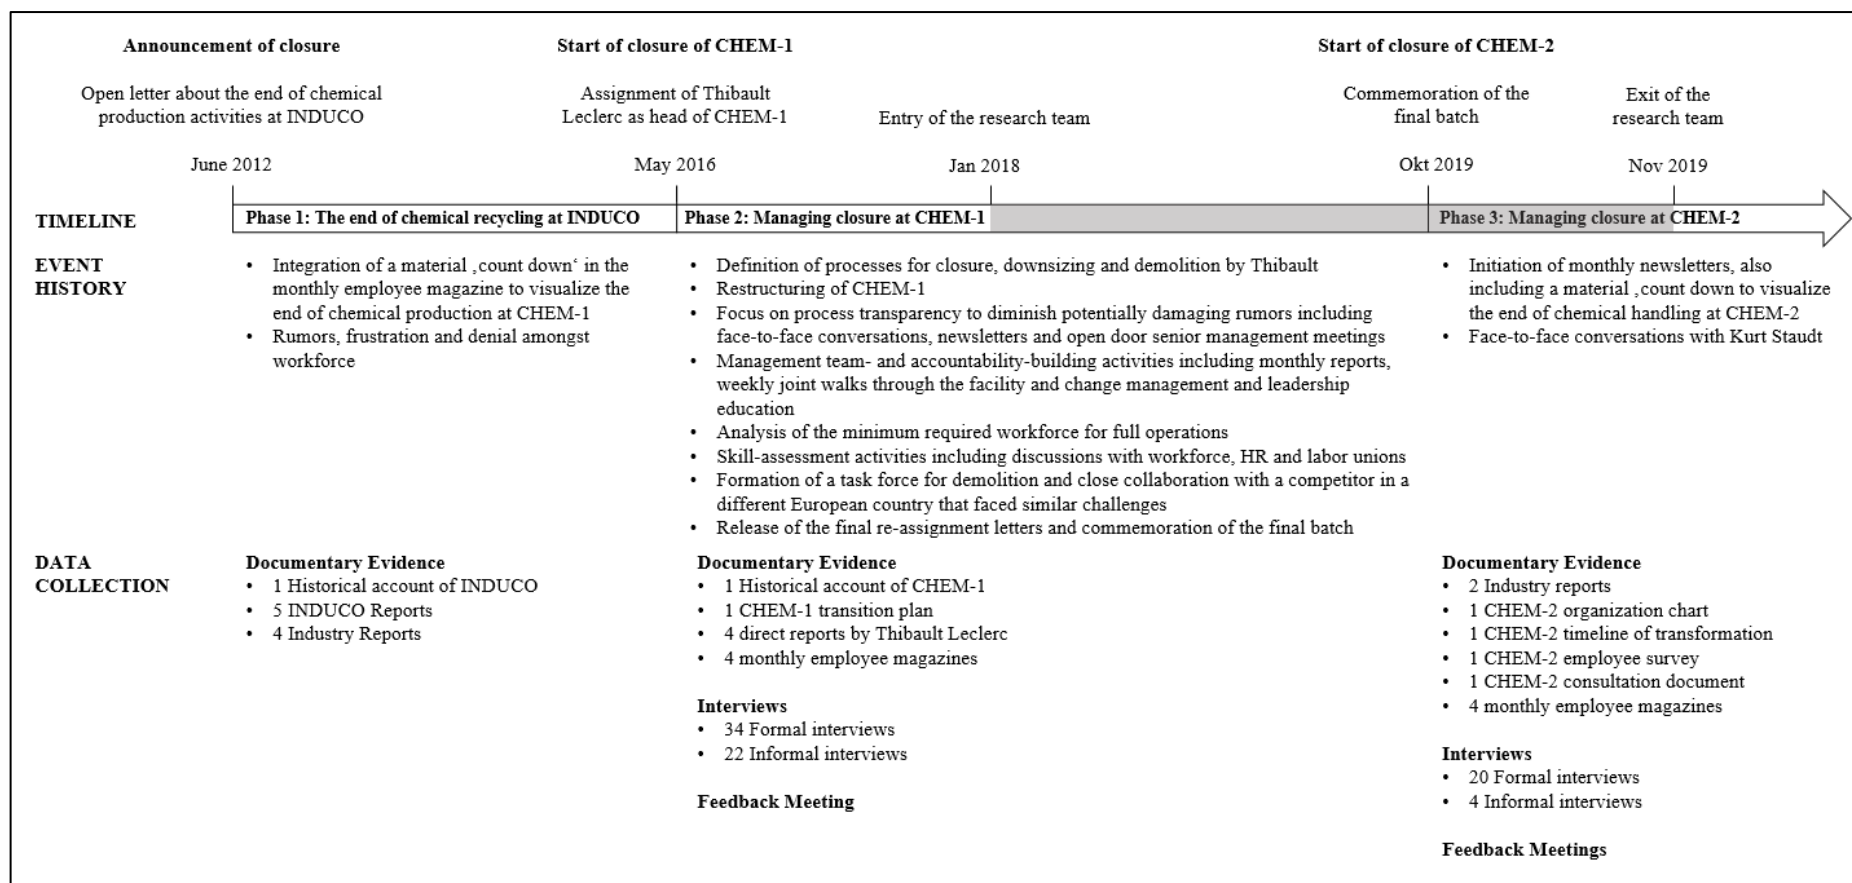 Announcement of closure
Start of closure of CHEM-1
Start of closure of CHEM-2
Open letter about the end of chemical
production activities at INDUCO
Assignment of Thibault
Leclerc as head of CHEM-1
Entry of the research team
Commemoration of the
final batch
Exit of the
research team
June 2012
May 2016
Jan 2018
Okt 2019
Nov 2019
TIMELINE
Phase 1: The end of chemical recycling at INDUCO
Phase 2: Managing closure at CHEM-1
Phase 3: Managing closure at CHEM-2
EVENT
HISTORY
• Integration of a material ‚count down‘ in the
monthly employee magazine to visualize the
end of chemical production at CHEM-1
• Rumors, frustration and denial amongst
workforce
• Definition of processes for closure, downsizing and demolition by Thibault
• Restructuring of CHEM-1
• Focus on process transparency to diminish potentially damaging rumors including
face-to-face conversations, newsletters and open door senior management meetings
• Management team- and accountability-building activities including monthly reports,
weekly joint walks through the facility and change management and leadership
education
• Analysis of the minimum required workforce for full operations
• Skill-assessment activities including discussions with workforce, HR and labor unions
• Formation of a task force for demolition and close collaboration with a competitor in a
different European country that faced similar challenges
• Release of the final re-assignment letters and commemoration of the final batch
• Initiation of monthly newsletters, also
including a material ‚count down to visualize
the end of chemical handling at CHEM-2
• Face-to-face conversations with Kurt Staudt
DATA
COLLECTION
Documentary Evidence
• 1 Historical account of INDUCO
• 5 INDUCO Reports
• 4 Industry Reports
Documentary Evidence
• 1 Historical account of CHEM-1
• 1 CHEM-1 transition plan
• 4 direct reports by Thibault Leclerc
• 4 monthly employee magazines
Interviews
• 34 Formal interviews
• 22 Informal interviews
Feedback Meeting
Documentary Evidence
• 2 Industry reports
• 1 CHEM-2 organization chart
• 1 CHEM-2 timeline of transformation
• 1 CHEM-2 employee survey
• 1 CHEM-2 consultation document
• 4 monthly employee magazines
Interviews
• 20 Formal interviews
• 4 Informal interviews
Feedback Meetings